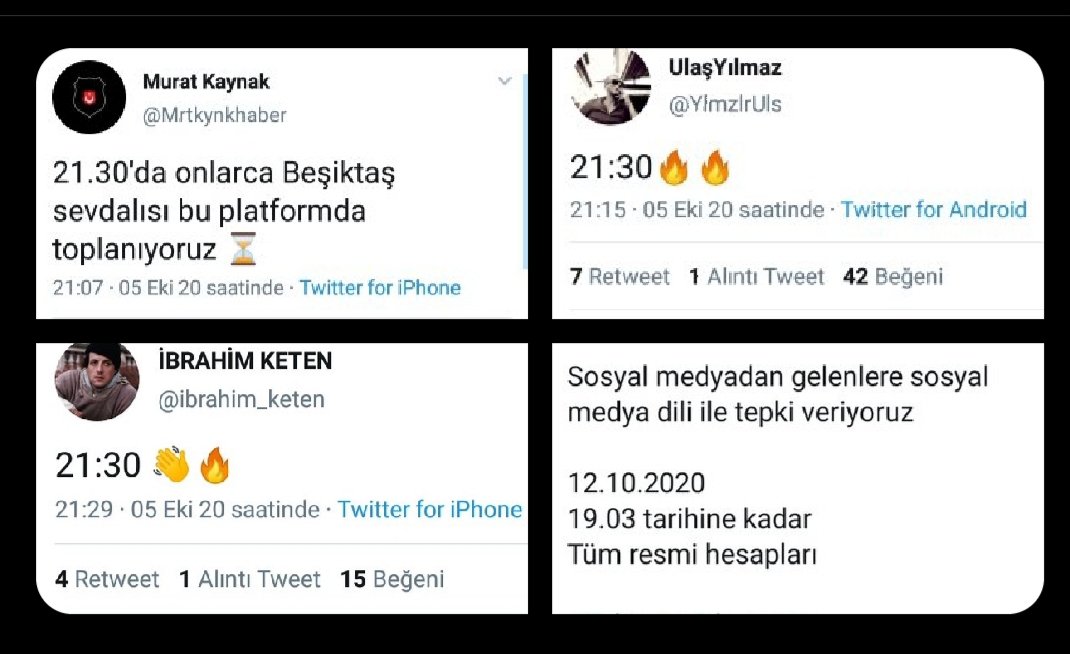 Murat Kaynak
@Mrtkynkhaber
21.30'da onlarca Beşiktaş
sevdalısı bu platformda
toplanıyoruz ⏳
21:07 · 05 Eki 20 saatinde · Twitter for iPhone
UlaşYılmaz
@YlmzlrUls
21:30🔥 🔥
21:15 · 05 Eki 20 saatinde · Twitter for Android
7 Retweet 1 Alıntı Tweet 42 Beğeni
İBRAHİM KETEN
@ibrahim_keten
21:30 👋 🔥
21:29 · 05 Eki 20 saatinde · Twitter for iPhone
4 Retweet 1 Alıntı Tweet 15 Beğeni
Sosyal medyadan gelenlere sosyal
medya dili ile tepki veriyoruz
12.10.2020
19.03 tarihine kadar
Tüm resmi hesapları